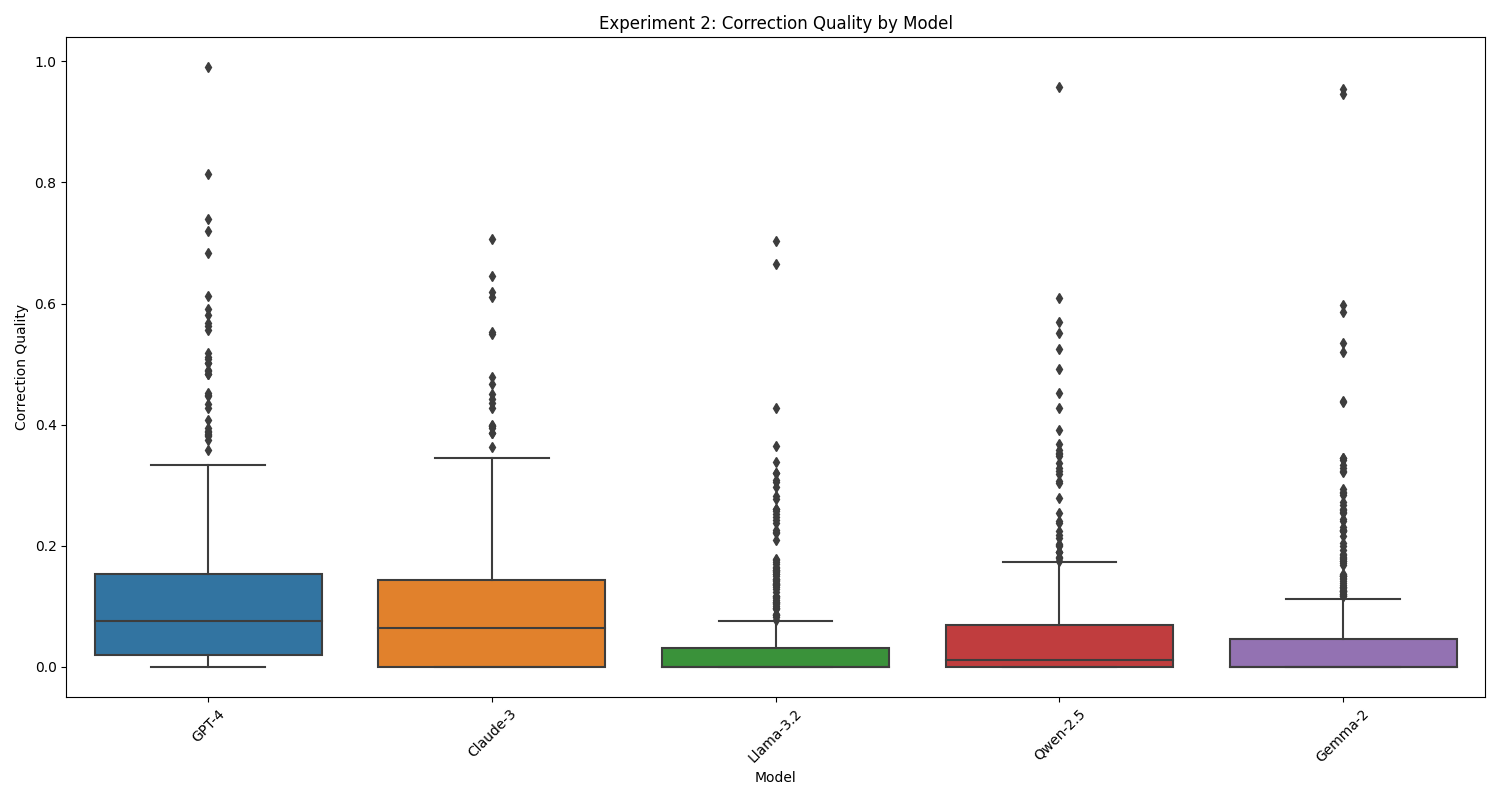 Experiment 2: Correction Quality by Model
Correction Quality
1.0
0.8
0.6
0.4
0.2
0.0
GPT-4
Claude-3
Llama-3.2
Qwen-2.5
Gemma-2
Model